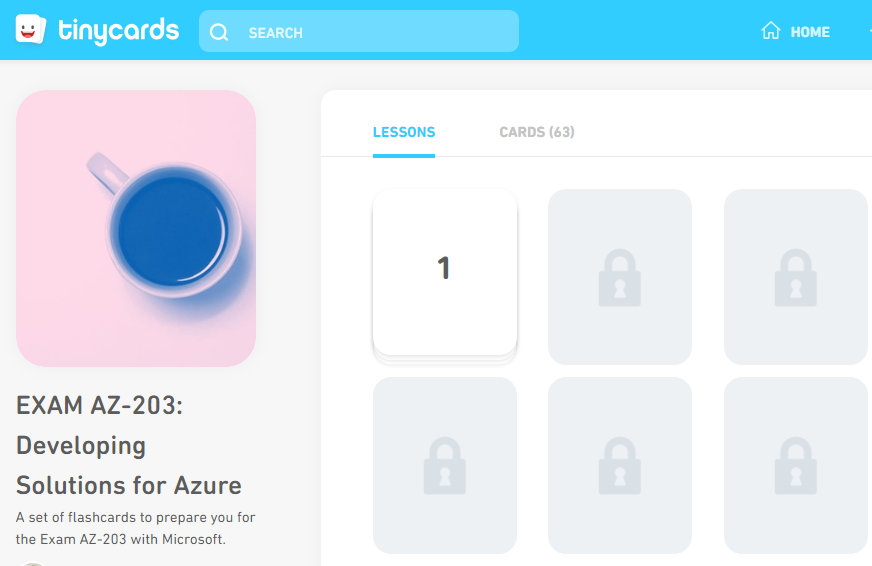 tinycards
SEARCH
HOME
LESSONS
CARDS (63)
1
EXAM AZ-203:
Developing
Solutions for Azure
A set of flashcards to prepare you for
the Exam AZ-203 with Microsoft.